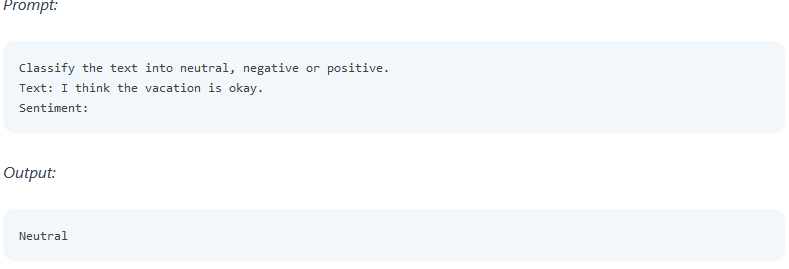 Prompt:
Classify the text into neutral, negative or positive.
Text: I think the vacation is okay.
Sentiment:
Output:
Neutral